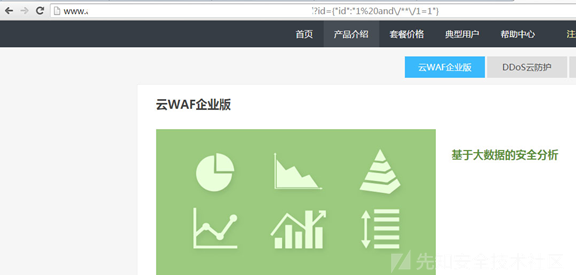 www.. ?id={"id":"1%20and\/**\/1=1"}
首页 产品介绍 套餐价格 典型用户 帮助中心
云WAF企业版 DDoS云防护
云WAF企业版
基于大数据的安全分析
先知安全技术社区